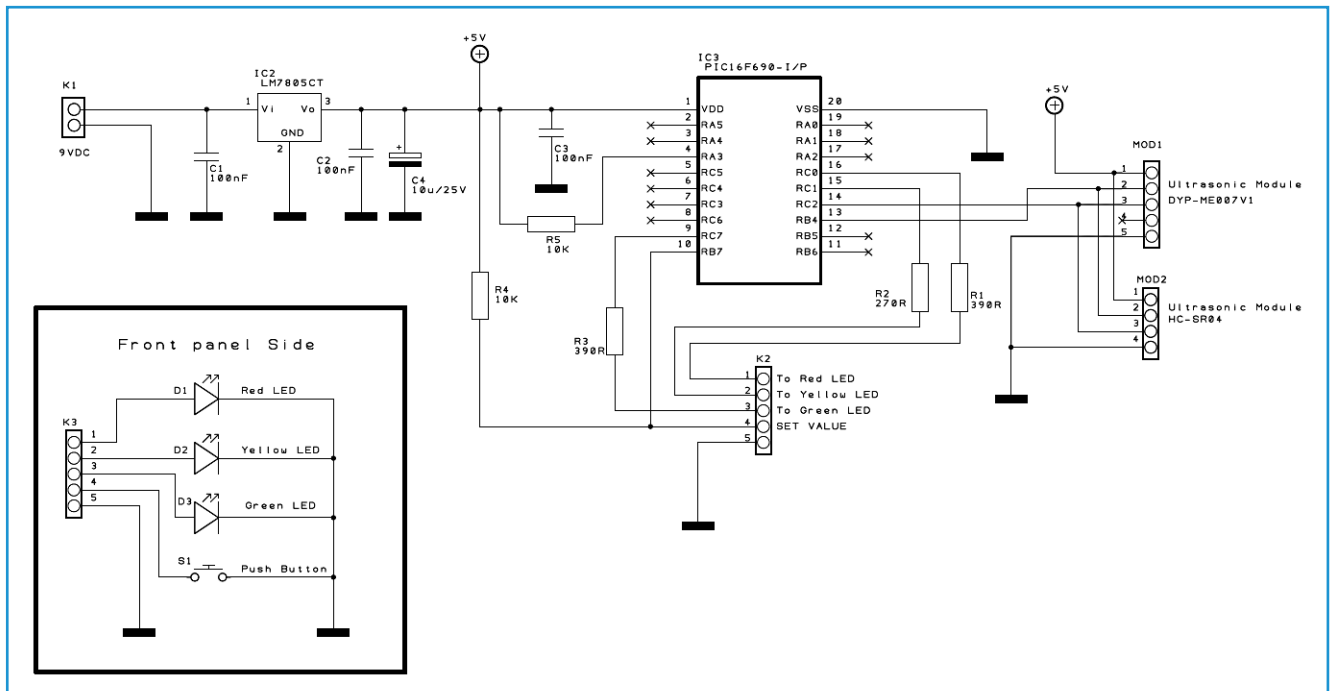 +5V
IC3
PIC16F690-I/P
IC2
LM7805CT
K1
1
Vi
Vo
3
GND
2
9VDC
C1
100nF
C2
100nF
+
C4
10u/25V
C3
100nF
R5
10K
R4
10K
R3
390R
1
VDD
2
RA5
3
RA4
4
RA3
5
RC5
6
RC4
7
RC3
8
RC6
9
RC7
10
RB7
VSS
20
RA0
19
RA1
18
RA2
17
RC0
16
RC1
15
RC2
14
RB4
13
RB5
12
RB6
11
R2
270R
R1
390R
+5V
MOD1
1
2
3
4
5
Ultrasonic Module
DYP-ME007V1
MOD2
1
2
3
4
Ultrasonic Module
HC-SR04
K2
1
To Red LED
2
To Yellow LED
3
To Green LED
4
SET VALUE
5
Front panel Side
D1
Red LED
K3
1
2
3
4
5
D2
Yellow LED
D3
Green LED
S1
Push Button